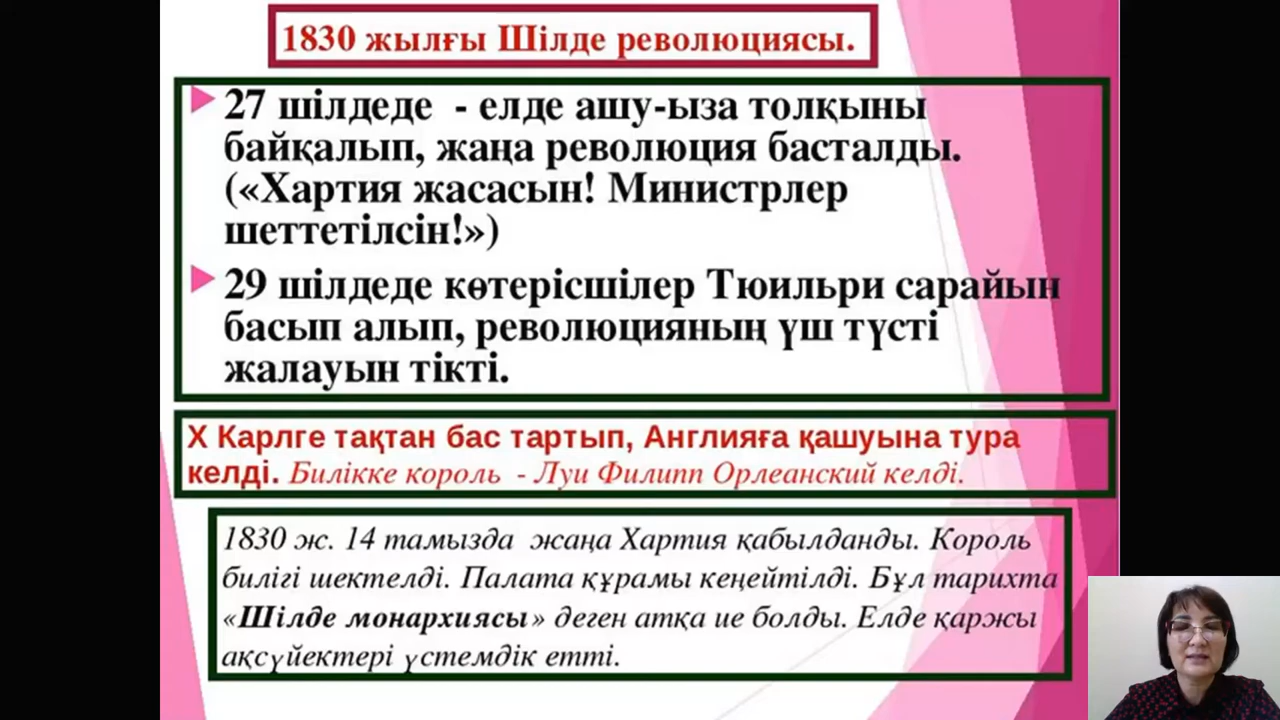 1830 жылғы Шілде революциясы.
27 шілдеде - елде ашу-ыза толқыны
байқалып, жаңа революция басталды.
(«Хартия жасасын! Министрлер
шеттетілсін!»)
29 шілдеде көтерісшілер Тюильри сарайын
басып алып, революцияның үш түсті
жалауын тікті.
Х Карлге тақтан бас тартып, Англияға қашуына тура
келді. Билікке король - Луи Филипп Орлеанский келді.
1830 ж. 14 тамызда жаңа Хартия қабылданды. Король
билігі шектелді. Палата құрамы кеңейтілді. Бұл тарихта
«Шілде монархиясы» деген атқа ие болды. Елде қаржы
ақсүйектері үстемдік етті.